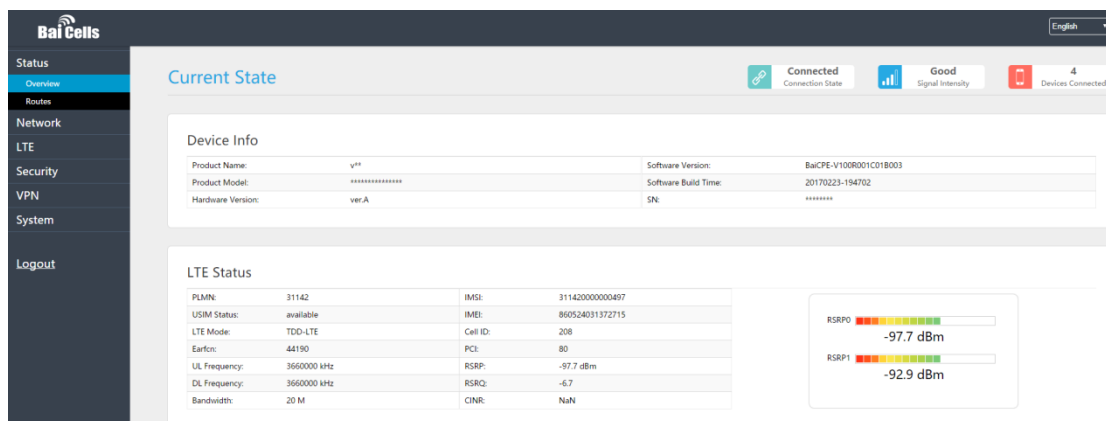 BaiCells
English
Status
Overview
Routes
Network
LTE
Security
VPN
System
Logout
Current State
Connected
Connection State
Good
Signal Intensity
4
Devices Connected
Device Info
Product Name: v** Software Version: BaiCPE-V100R001C01B003
Product Model: *************** Software Build Time: 20170223-194702
Hardware Version: ver.A SN: ********
LTE Status
PLMN: 31142 IMSI: 311420000000497
USIM Status: available IMEI: 860524031372715
LTE Mode: TDD-LTE Cell ID: 208
Earfcn: 44190 PCI: 80
UL Frequency: 3660000 kHz RSRP: -97.7 dBm
DL Frequency: 3660000 kHz RSRQ: -6.7
Bandwidth: 20 M CINR: NaN
RSRP0
-97.7 dBm
RSRP1
-92.9 dBm